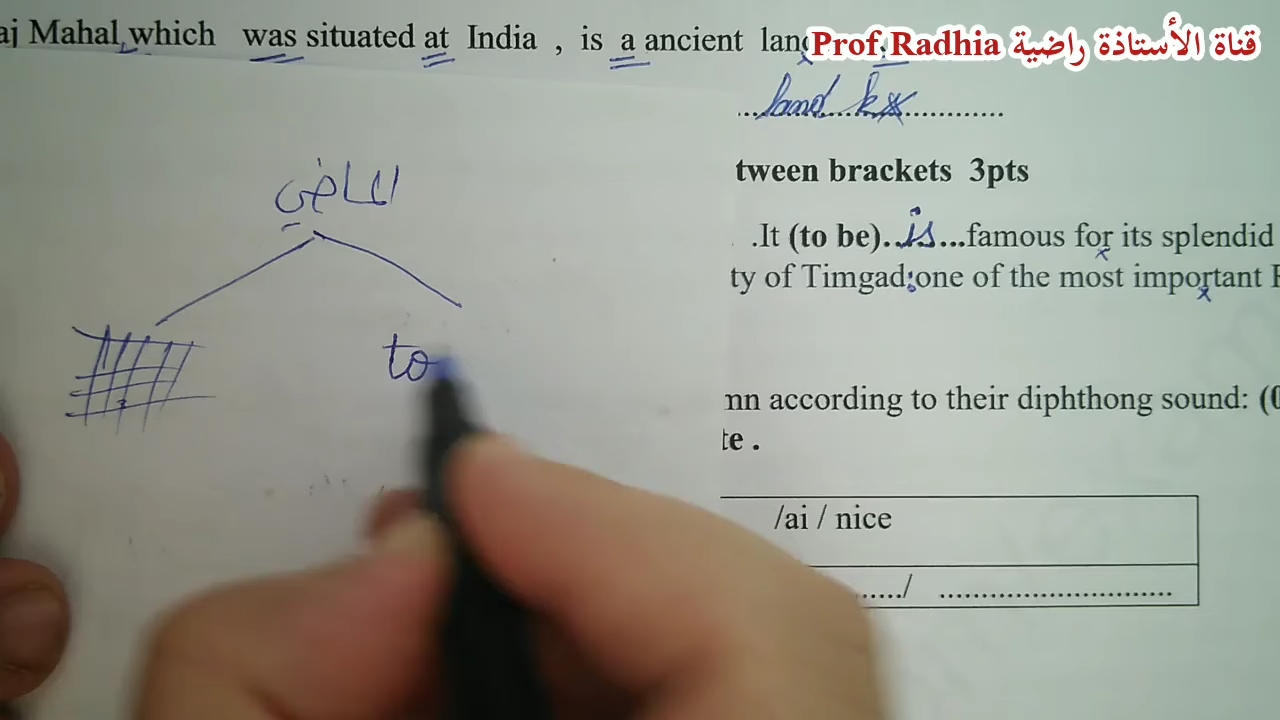 aj Mahal which was situated at India , is a ancient lan
Prof.Radhia قناة الأستاذة راضية
land
tween brackets 3pts
الماضي
.It (to be)..is...famous for its splendid
ty of Timgad:one of the most important
to
nn according to their diphthong sound: (0
te .
/ai / nice
....../ ............................